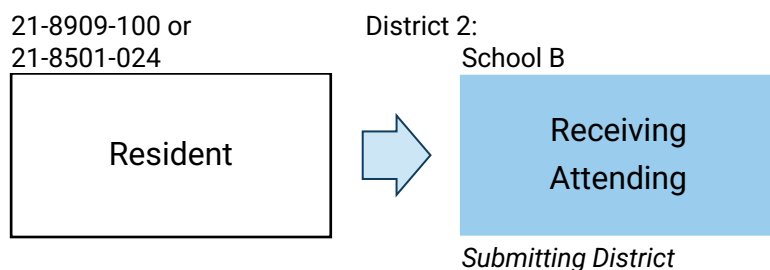 21-8909-100 or
21-8501-024
Resident
District 2:
School B
Receiving
Attending
Submitting District